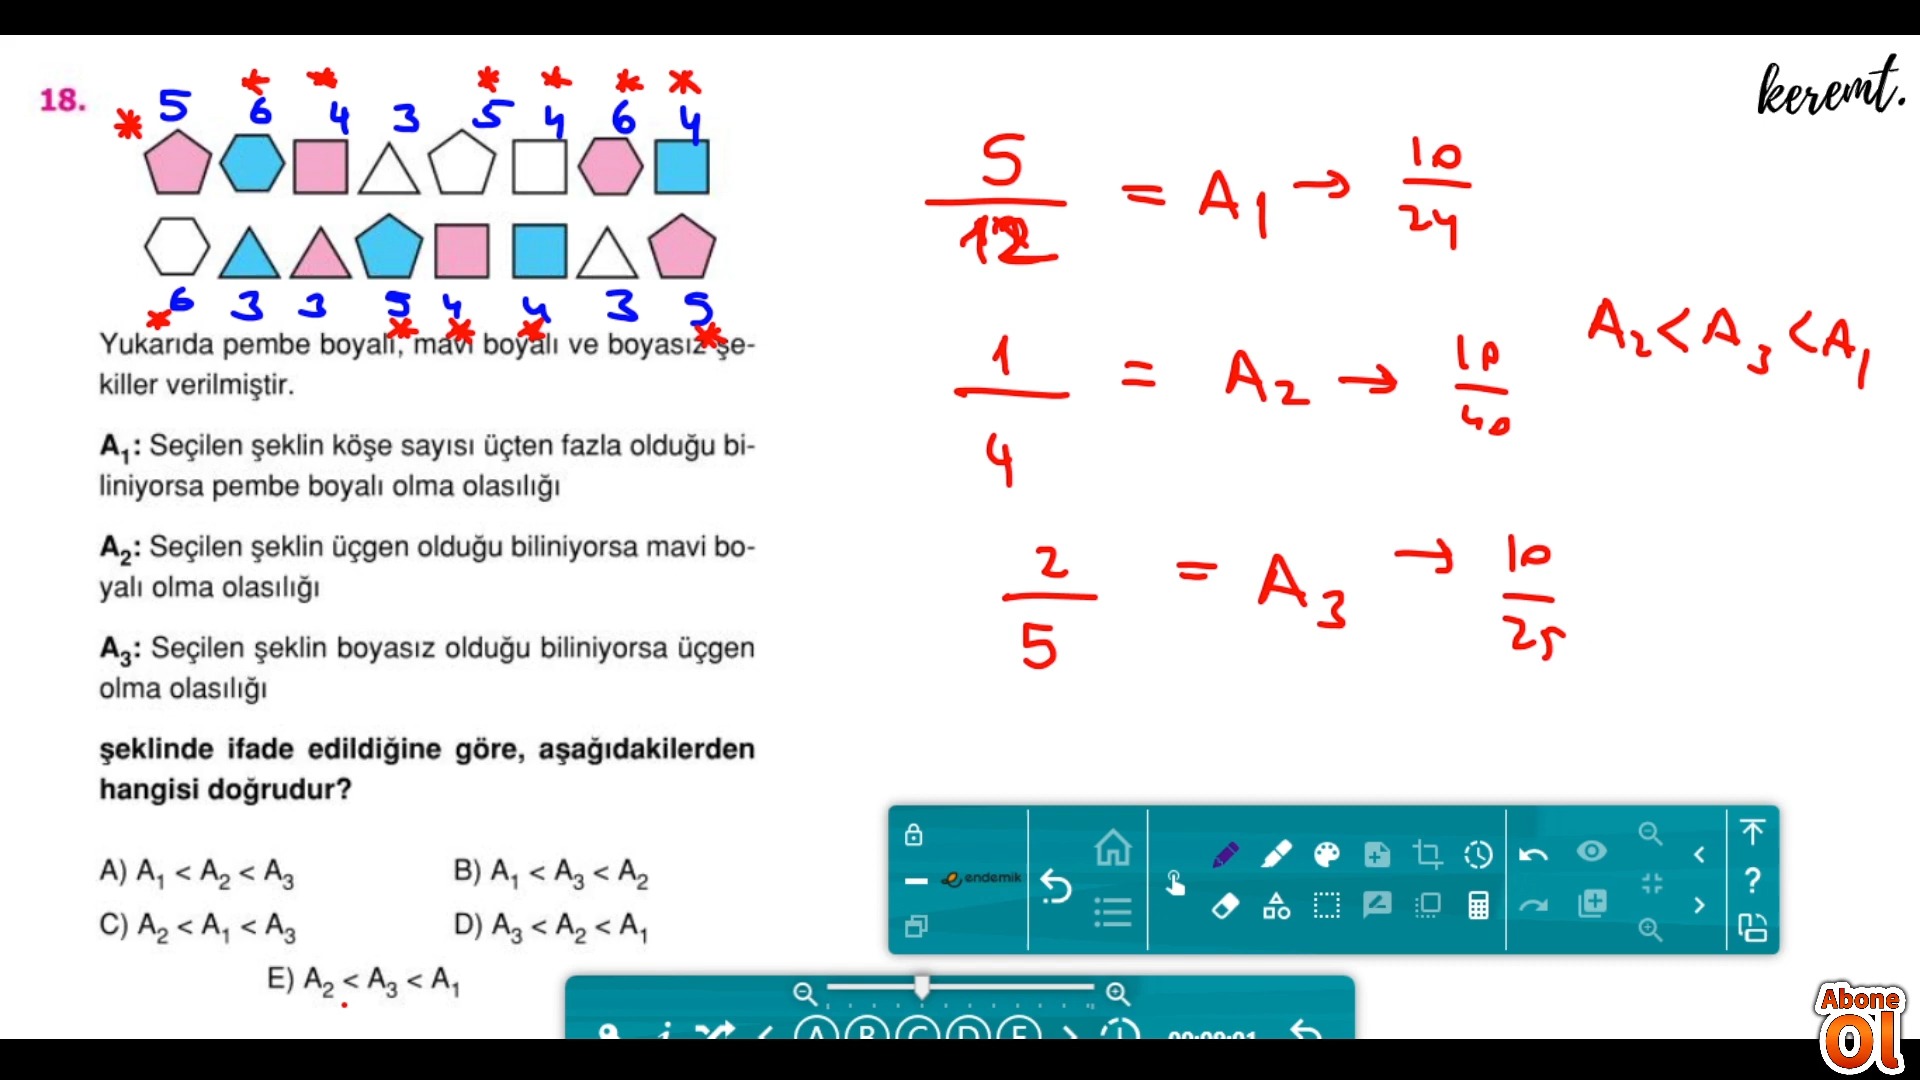 keremt.
18.
5 6 4 3 5 4 6 4
6 3 3 5 4 4 3 5
Yukarıda pembe boyalı, mavi boyalı ve boyasız şe-
killer verilmiştir.
A₁: Seçilen şeklin köşe sayısı üçten fazla olduğu bi-
liniyorsa pembe boyalı olma olasılığı
A₂: Seçilen şeklin üçgen olduğu biliniyorsa mavi bo-
yalı olma olasılığı
A₃: Seçilen şeklin boyasız olduğu biliniyorsa üçgen
olma olasılığı
şeklinde ifade edildiğine göre, aşağıdakilerden
hangisi doğrudur?
A) A₁ < A₂ < A₃
B) A₁ < A₃ < A₂
C) A₂ < A₁ < A₃
D) A₃ < A₂ < A₁
E) A₂ < A₃ < A₁
5/12 = A₁ → 10/24
1/4 = A₂ → 10/40
A₂ < A₃ < A₁
2/5 = A₃ → 10/25
endemik
?
A B C D E
00:00:01
Abone
Ol